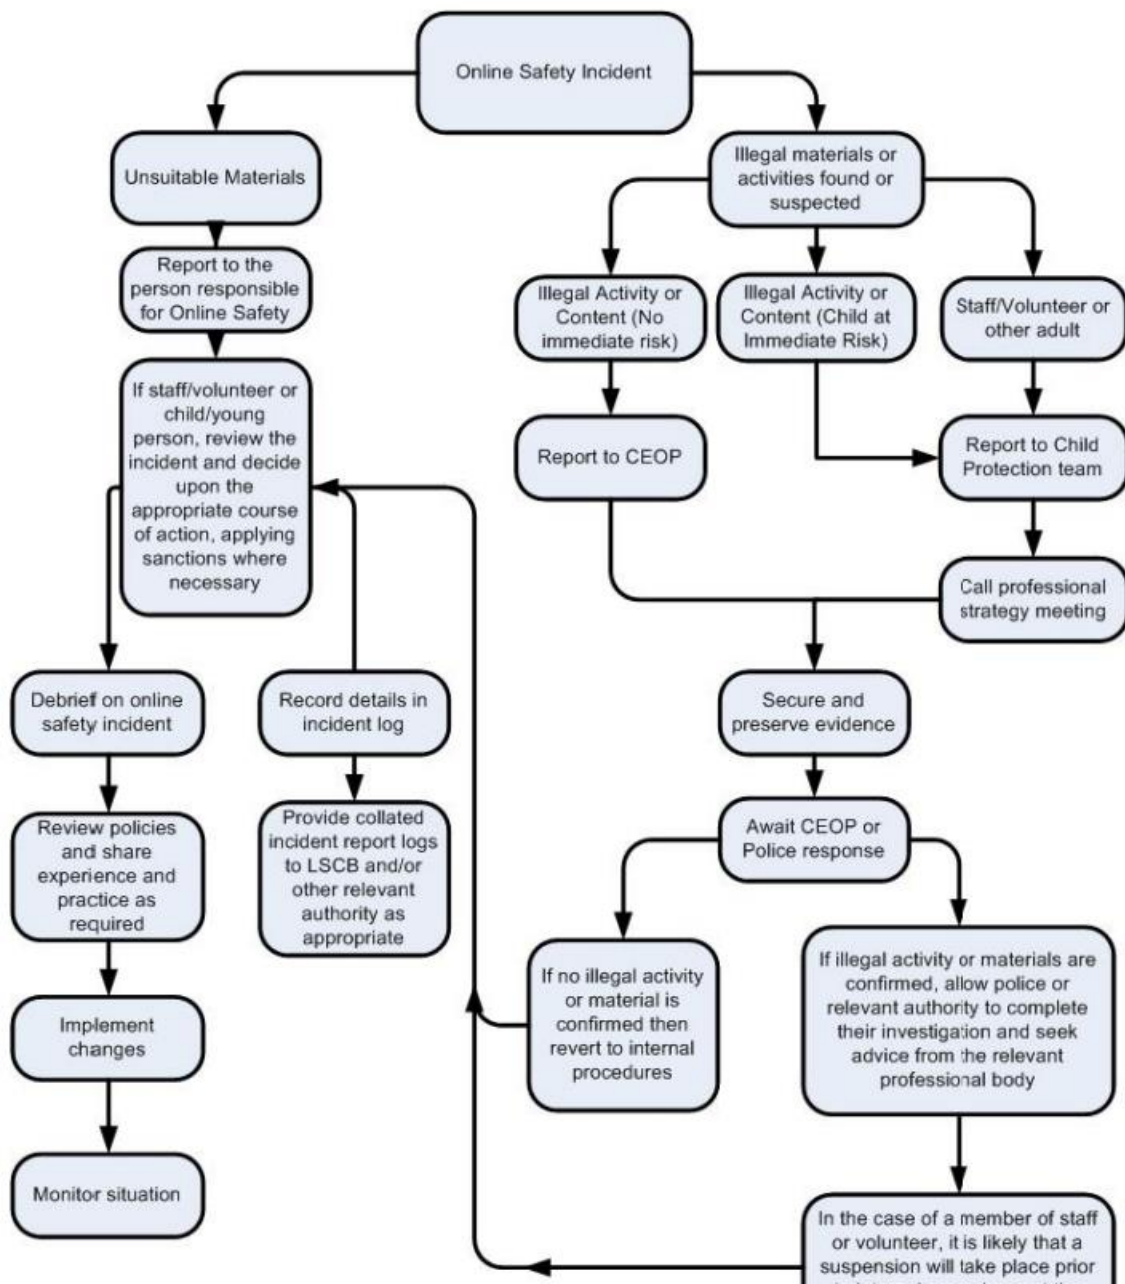 Online Safety Incident
Unsuitable Materials
Illegal materials or
activities found or
suspected
Report to the
person responsible
for Online Safety
Illegal Activity or
Content (No
immediate risk)
Illegal Activity or
Content (Child at
Immediate Risk)
Staff/Volunteer or
other adult
If staff/volunteer or
child/young
person, review the
incident and decide
upon the
appropriate course
of action, applying
sanctions where
necessary
Report to CEOP
Report to Child
Protection team
Call professional
strategy meeting
Debrief on online
safety incident
Record details in
incident log
Secure and
preserve evidence
Review policies
and share
experience and
practice as
required
Provide collated
incident report logs
to LSCB and/or
other relevant
authority as
appropriate
Await CEOP or
Police response
If no illegal activity
or material is
confirmed then
revert to internal
procedures
If illegal activity or materials are
confirmed, allow police or
relevant authority to complete
their investigation and seek
advice from the relevant
professional body
Implement
changes
Monitor situation
In the case of a member of staff
or volunteer, it is likely that a
suspension will take place prior